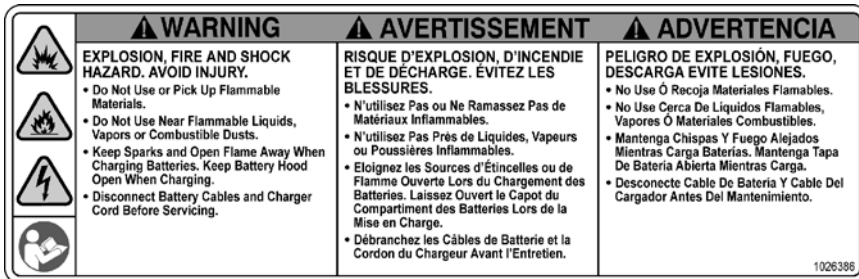 WARNING
EXPLOSION, FIRE AND SHOCK
HAZARD. AVOID INJURY.
• Do Not Use or Pick Up Flammable
Materials.
• Do Not Use Near Flammable Liquids,
Vapors or Combustible Dusts.
• Keep Sparks and Open Flame Away When
Charging Batteries. Keep Battery Hood
Open When Charging.
• Disconnect Battery Cables and Charger
Cord Before Servicing.
AVERTISSEMENT
RISQUE D'EXPLOSION, D'INCENDIE
ET DE DÉCHARGE. ÉVITEZ LES
BLESSURES.
• N'utilisez Pas ou Ne Ramassez Pas de
Matériaux Inflammables.
• N'utilisez Pas Près de Liquides, Vapeurs
ou Poussières Inflammables.
• Eloignez les Sources d'Étincelles ou de
Flamme Ouverte Lors du Chargement des
Batteries. Laissez Ouvert le Capot du
Compartiment des Batteries Lors de la
Mise en Charge.
• Débranchez les Câbles de Batterie et la
Cordon du Chargeur Avant l'Entretien.
ADVERTENCIA
PELIGRO DE EXPLOSIÓN, FUEGO,
DESCARGA EVITE LESIONES.
• No Use Ó Recoja Materiales Flamables.
• No Use Cerca De Liquidos Flamables,
Vapores Ó Materiales Combustibles.
• Mantenga Chispas Y Fuego Alejados
Mientras Carga Baterías. Mantenga Tapa
De Batería Abierta Mientras Carga.
• Desconecte Cable De Batería Y Cable Del
Cargador Antes Del Mantenimiento.
1026386